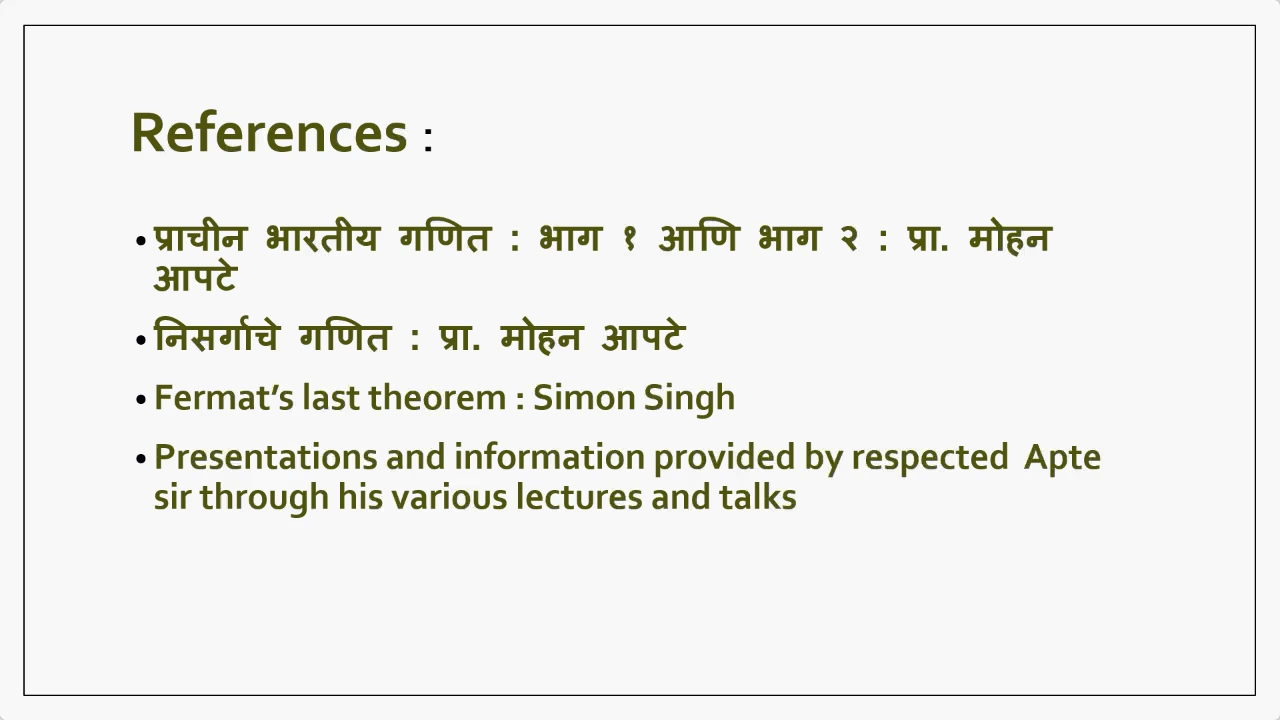 References :
• प्राचीन भारतीय गणित : भाग १ आणि भाग २ : प्रा. मोहन
आपटे
• निसर्गाचे गणित : प्रा. मोहन आपटे
• Fermat’s last theorem : Simon Singh
• Presentations and information provided by respected Apte
sir through his various lectures and talks